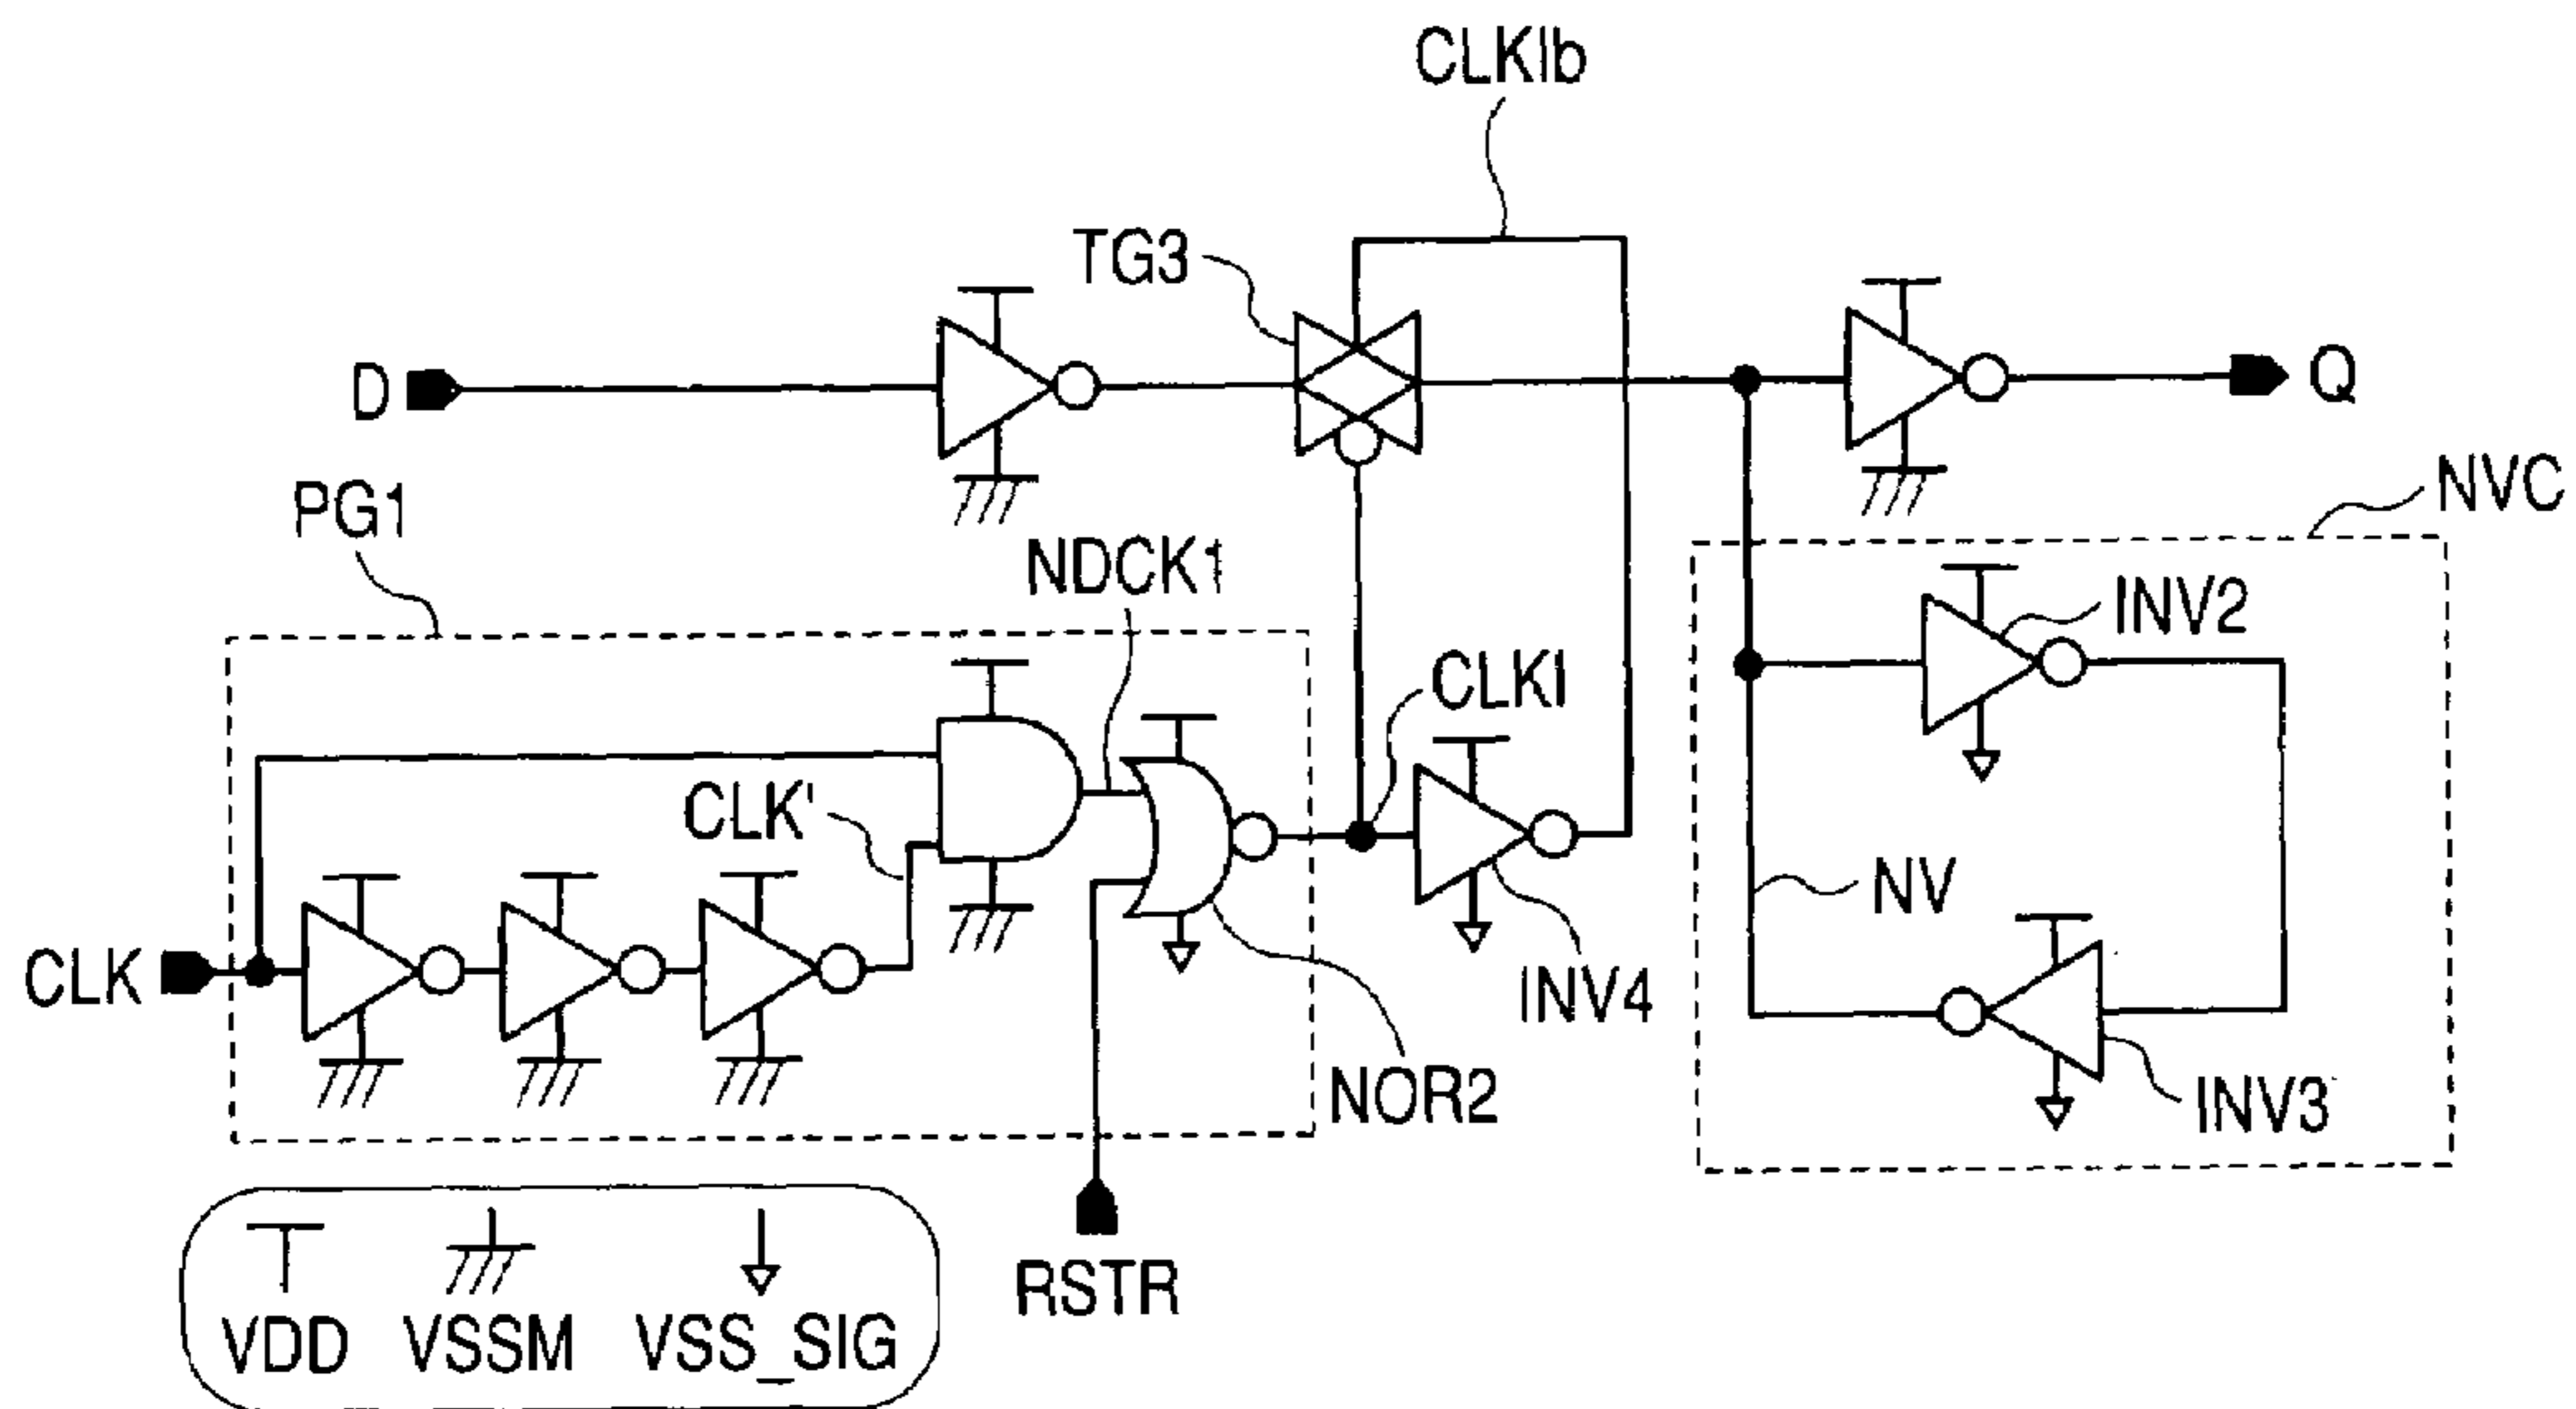 CLKIb
TG3
D
Q
PG1
NVC
NDCK1
INV2
CLKI
CLK'
NV
CLK
INV4
NOR2
INV3
RSTR
VDD VSSM VSS_SIG